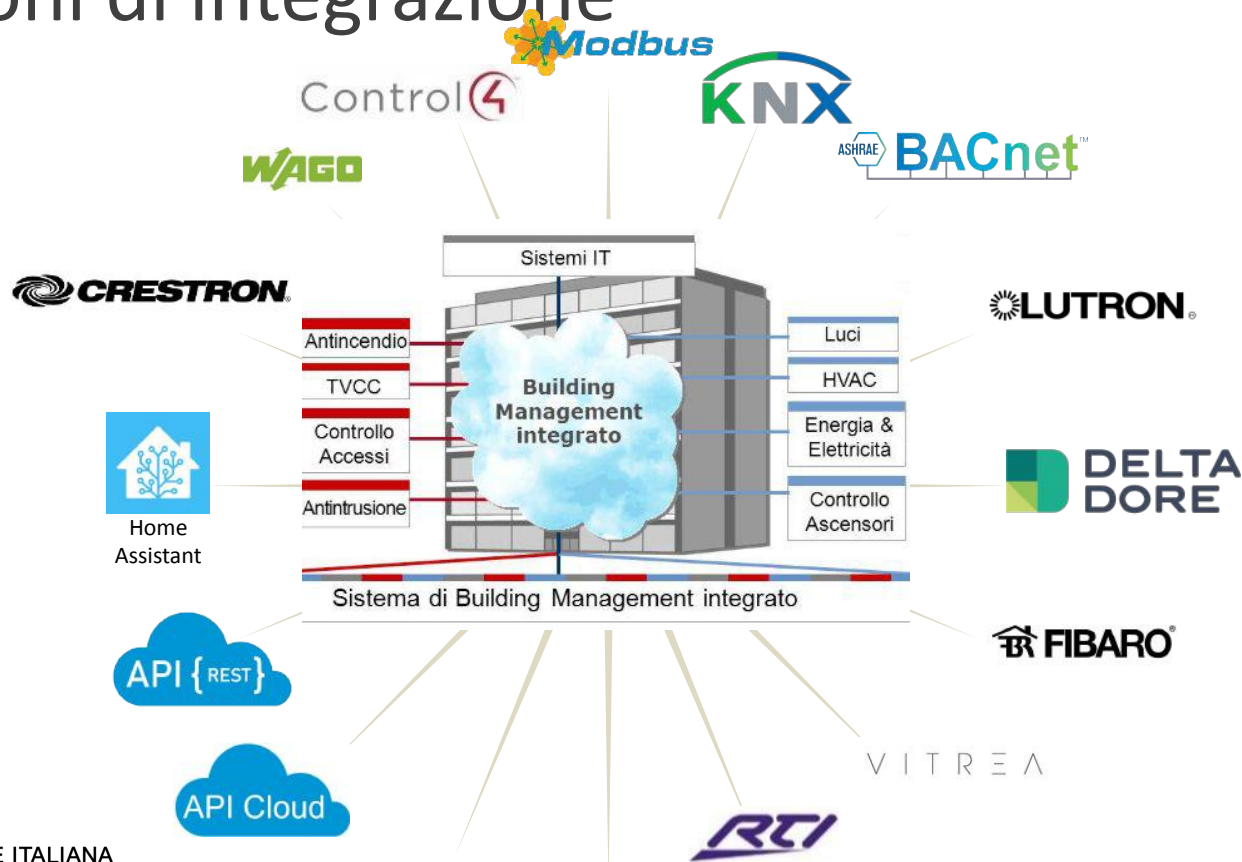 oni di integrazione
Modbus
Control4
KNX
WAGO
ASHRAE BACnet™
Sistemi IT
CRESTRON®
LUTRON®
Antincendio
Luci
TVCC
HVAC
Building
Management
integrato
Controllo
Accessi
Energia &
Elettricità
DELTA
DORE
Antintrusione
Controllo
Ascensori
Home
Assistant
Sistema di Building Management integrato
FIBARO®
API {REST}
VITREA
API Cloud
RTI
E ITALIANA